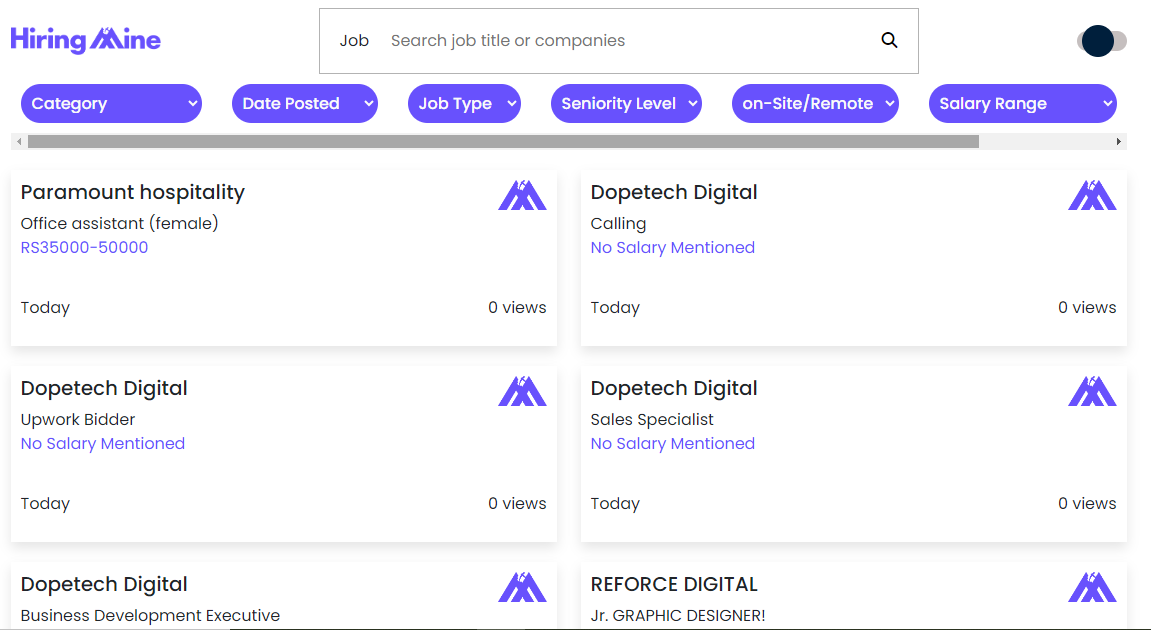 Hiring Mine
Job Search job title or companies
Category Date Posted Job Type Seniority Level on-Site/Remote Salary Range
Paramount hospitality
Office assistant (female)
RS35000-50000
Today 0 views
Dopetech Digital
Calling
No Salary Mentioned
Today 0 views
Dopetech Digital
Upwork Bidder
No Salary Mentioned
Today 0 views
Dopetech Digital
Sales Specialist
No Salary Mentioned
Today 0 views
Dopetech Digital
Business Development Executive
REFORCE DIGITAL
Jr. GRAPHIC DESIGNER!